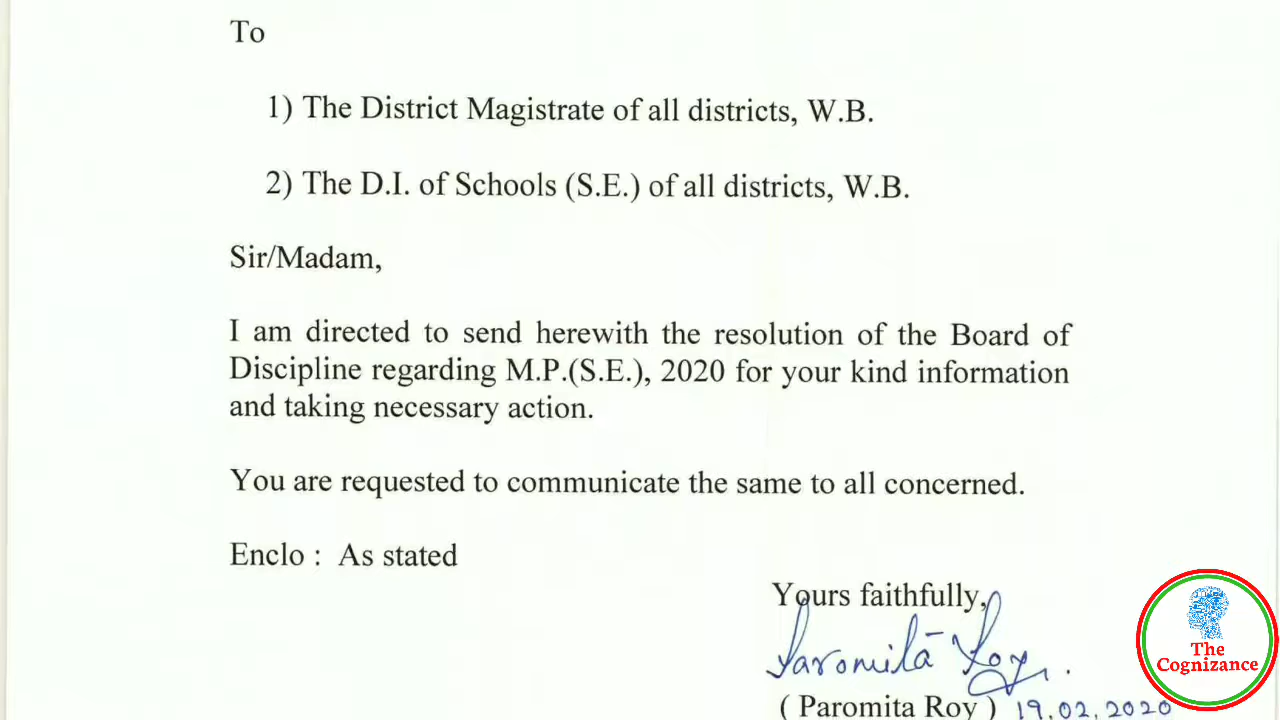 To
1) The District Magistrate of all districts, W.B.
2) The D.I. of Schools (S.E.) of all districts, W.B.
Sir/Madam,
I am directed to send herewith the resolution of the Board of
Discipline regarding M.P.(S.E.), 2020 for your kind information
and taking necessary action.
You are requested to communicate the same to all concerned.
Enclo : As stated
Yours faithfully,
Paromita Roy.
( Paromita Roy ) 19.02.2020
The
Cognizance